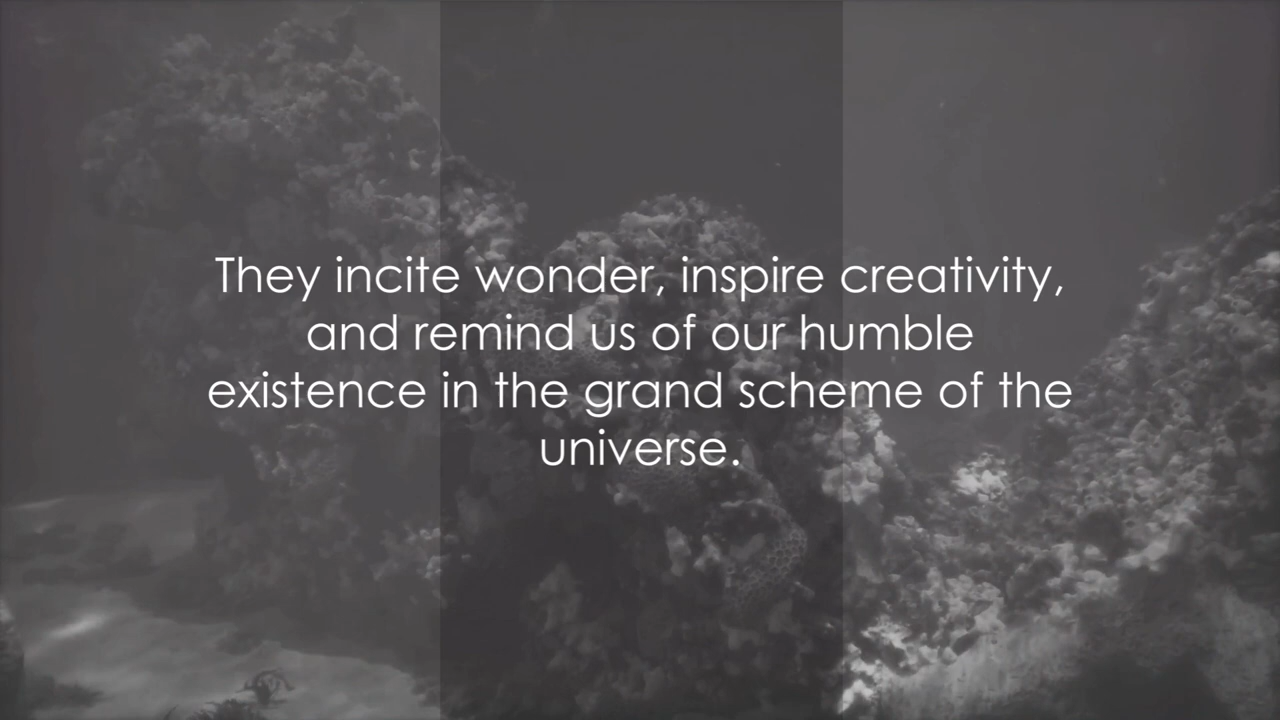 They incite wonder, inspire creativity,
and remind us of our humble
existence in the grand scheme of the
universe.